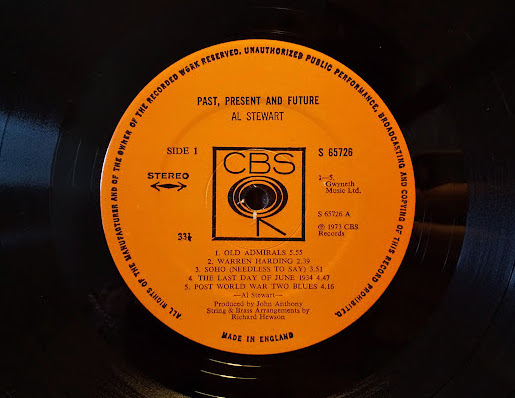 ALL RIGHTS OF THE MANUFACTURER AND OF THE OWNER OF THE RECORDED WORK RESERVED. UNAUTHORIZED PUBLIC PERFORMANCE, BROADCASTING AND COPYING OF THIS RECORD PROHIBITED.
PAST, PRESENT AND FUTURE
AL STEWART
SIDE 1
CBS
S 65726
STEREO
1—5.
Gwyneth
Music Ltd.
S 65726 A
℗ 1973 CBS
Records
33⅓
1. OLD ADMIRALS 5.55
2. WARREN HARDING 2.39
3. SOHO (NEEDLESS TO SAY) 3.51
4. THE LAST DAY OF JUNE 1934 4.47
5. POST WORLD WAR TWO BLUES 4.16
—Al Stewart—
Produced by John Anthony
String & Brass Arrangements by
Richard Hewson
MADE IN ENGLAND